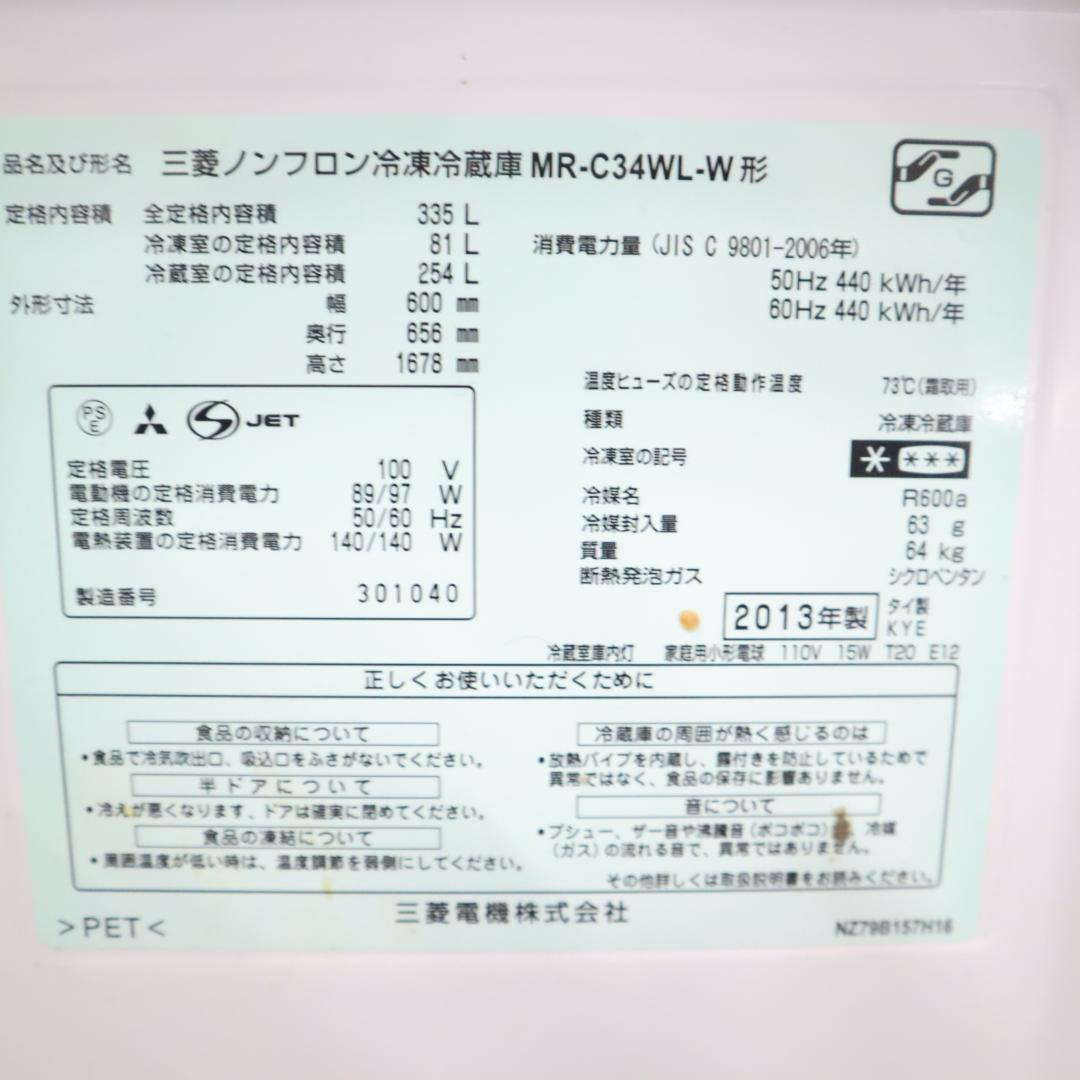 品名及び形名 三菱ノンフロン冷凍冷蔵庫 MR-C34WL-W 形
G
定格内容積 全定格内容積 335 L
冷凍室の定格内容積 81 L
冷蔵室の定格内容積 254 L
外形寸法 幅 600 mm
奥行 656 mm
高さ 1678 mm
消費電力量 (JIS C 9801-2006年)
50Hz 440 kWh/年
60Hz 440 kWh/年
PS
E
JET
定格電圧 100 V
電動機の定格消費電力 89/97 W
定格周波数 50/60 Hz
電熱装置の定格消費電力 140/140 W
製造番号 301040
温度ヒューズの定格動作温度 73℃(霜取用)
種類 冷凍冷蔵庫
冷凍室の記号 * ***
冷媒名 R600a
冷媒封入量 63 g
質量 64 kg
断熱発泡ガス シクロペンタン
2013年製 タイ製
KYE
冷蔵室庫内灯 家庭用小形電球 110V 15W T20 E12
正しくお使いいただくために
食品の収納について
・食品で冷気吹出口、吸込口をふさがないでください。
半ドアについて
・冷えが悪くなります、ドアは確実に閉めてください。
食品の凍結について
・周囲温度が低い時は、温度調節を弱側にしてください。
冷蔵庫の周囲が熱く感じるのは
・放熱パイプを内蔵し、露付きを防止しているためで
異常ではなく、食品の保存に影響ありません。
音について
・プシュー、ザー音や沸騰音(ポコポコ)は、冷媒
(ガス)の流れる音で、異常ではありません。
その他詳しくは取扱説明書をお読みください。
>PET<
三菱電機株式会社
NZ79B157H16